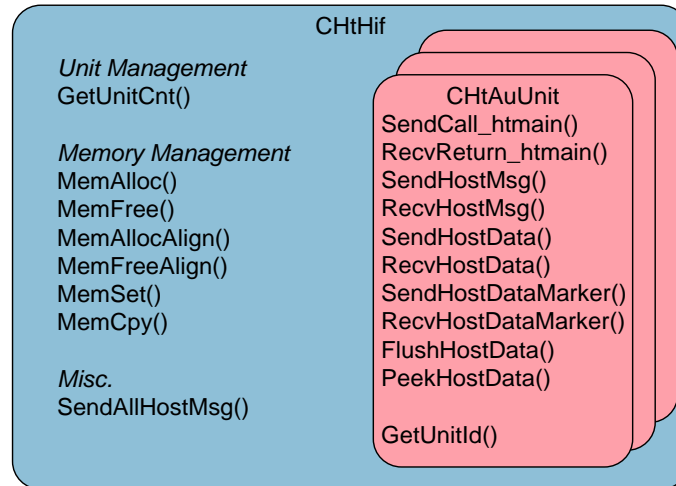 CHtHif
Unit Management
GetUnitCnt()
Memory Management
MemAlloc()
MemFree()
MemAllocAlign()
MemFreeAlign()
MemSet()
MemCpy()
Misc.
SendAllHostMsg()
CHtAuUnit
SendCall_htmain()
RecvReturn_htmain()
SendHostMsg()
RecvHostMsg()
SendHostData()
RecvHostData()
SendHostDataMarker()
RecvHostDataMarker()
FlushHostData()
PeekHostData()
GetUnitId()